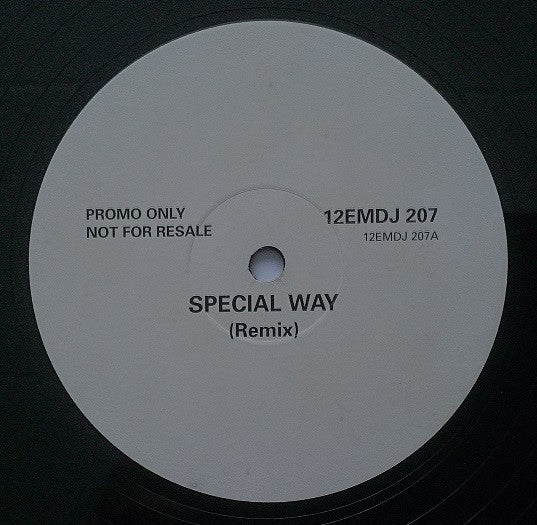 PROMO ONLY
NOT FOR RESALE
12EMDJ 207
12EMDJ 207A
SPECIAL WAY
(Remix)